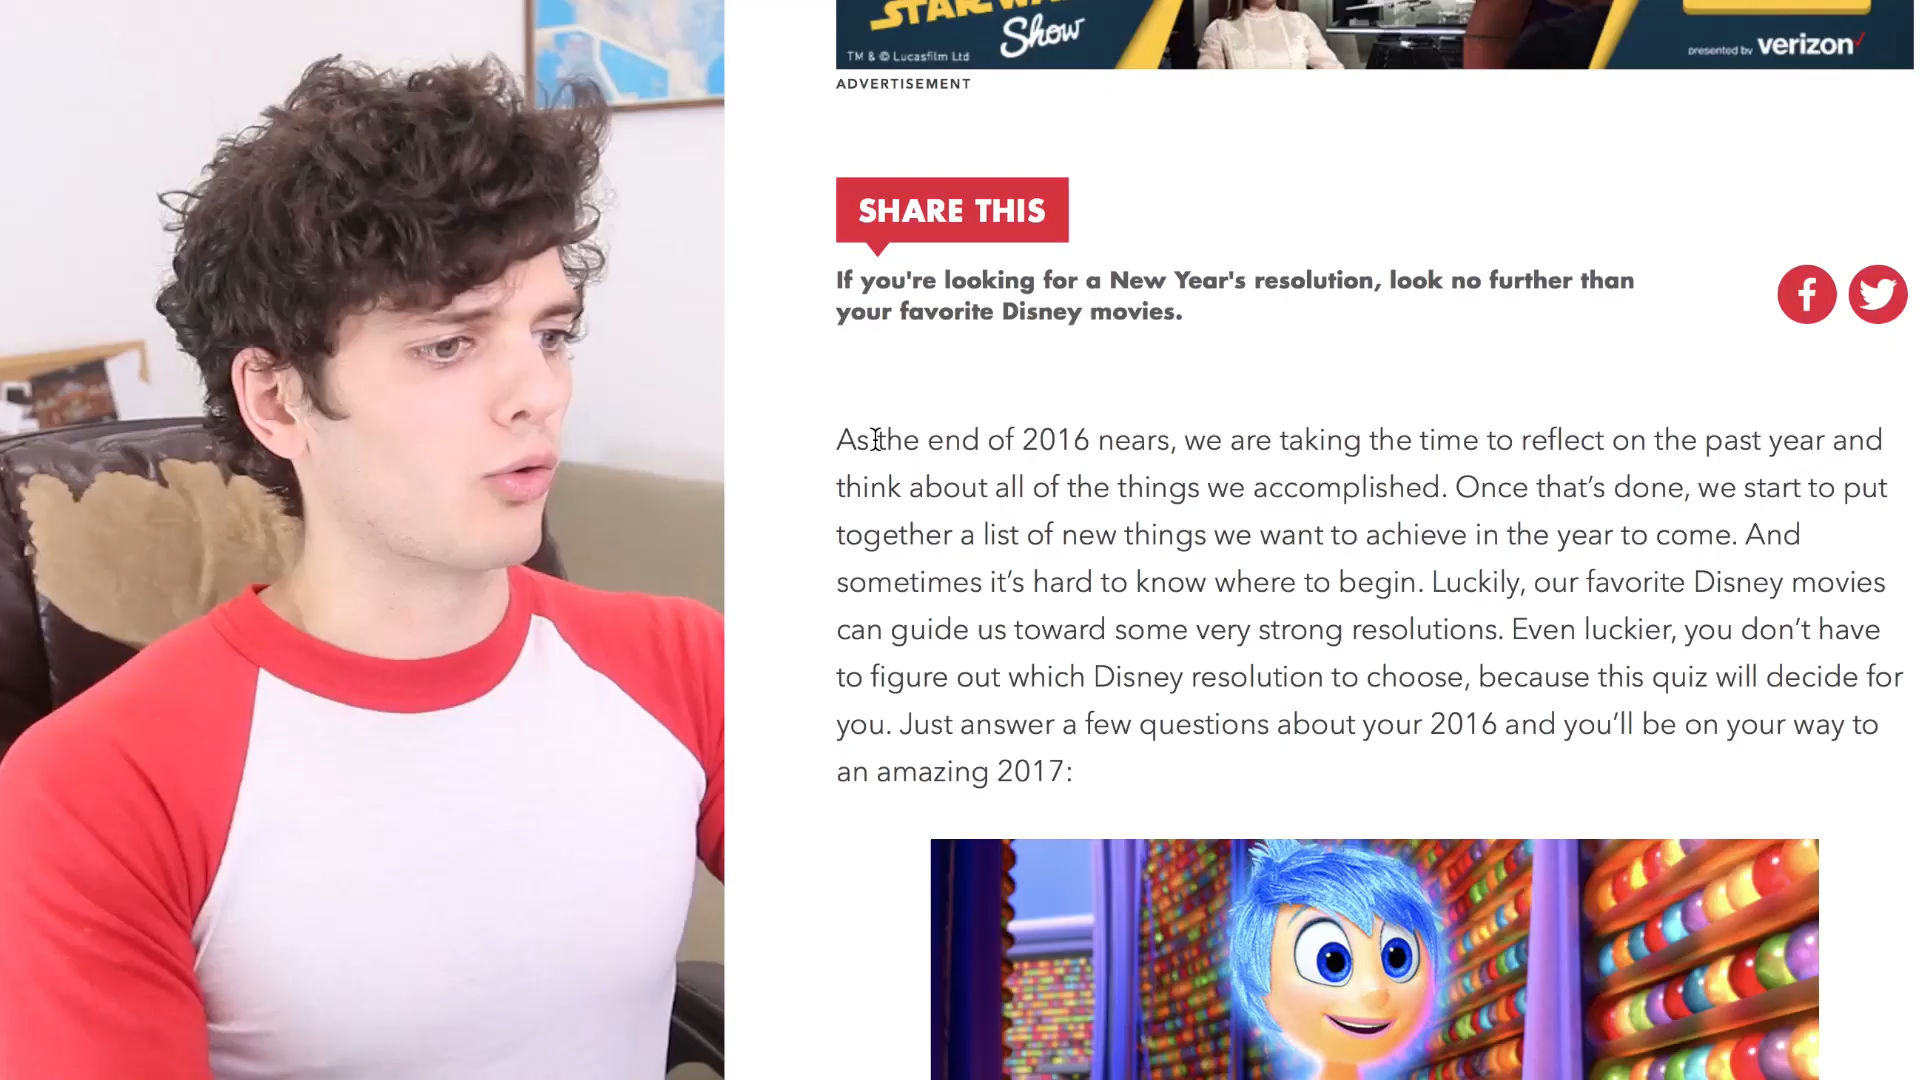 STAR WA
Show
TM & © Lucasfilm Ltd
presented by verizon
ADVERTISEMENT
SHARE THIS
If you're looking for a New Year's resolution, look no further than
your favorite Disney movies.
As the end of 2016 nears, we are taking the time to reflect on the past year and
think about all of the things we accomplished. Once that’s done, we start to put
together a list of new things we want to achieve in the year to come. And
sometimes it’s hard to know where to begin. Luckily, our favorite Disney movies
can guide us toward some very strong resolutions. Even luckier, you don’t have
to figure out which Disney resolution to choose, because this quiz will decide for
you. Just answer a few questions about your 2016 and you’ll be on your way to
an amazing 2017: